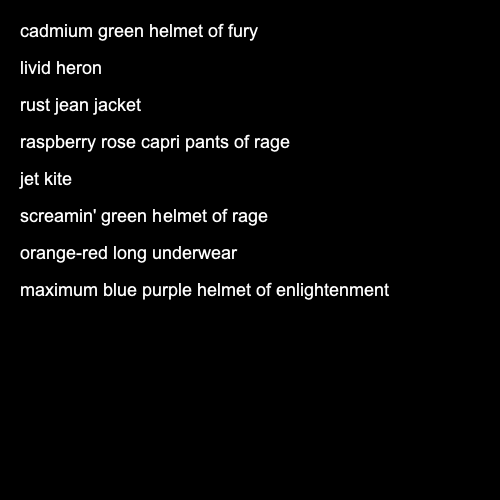 cadmium green helmet of fury
livid heron
rust jean jacket
raspberry rose capri pants of rage
jet kite
screamin' green helmet of rage
orange-red long underwear
maximum blue purple helmet of enlightenment